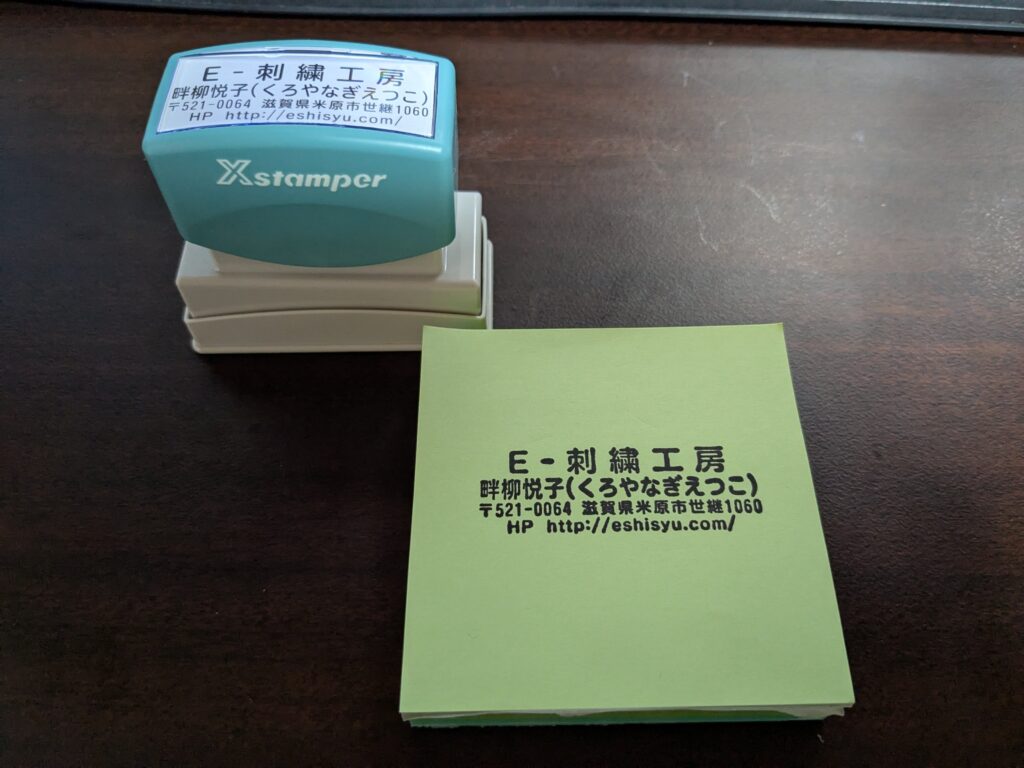 E - 刺繍工房
畔柳悦子(くろやなぎえつこ)
〒521-0064 滋賀県米原市世継1060
HP http://eshisyu.com/
Xstamper
E - 刺繍工房
畔柳悦子(くろやなぎえつこ)
〒521-0064 滋賀県米原市世継1060
HP http://eshisyu.com/